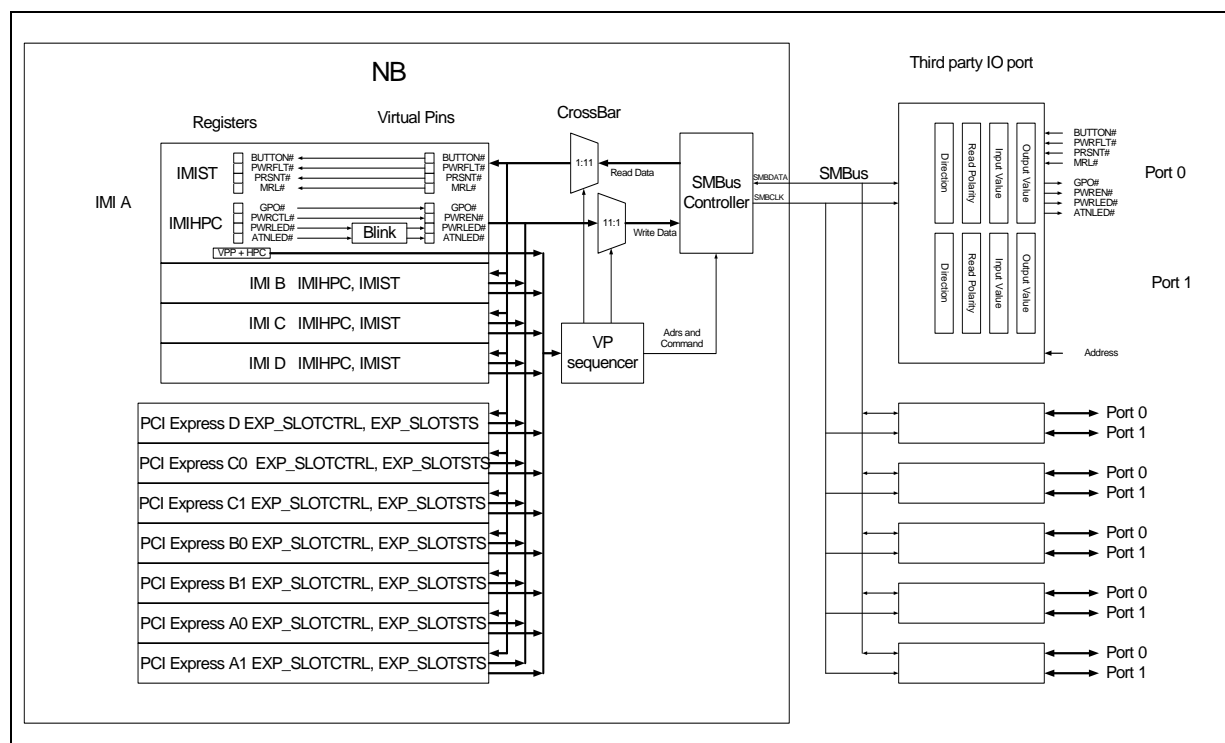 NB
Third party IO port
Registers
Virtual Pins
CrossBar
IMI A
IMIST
BUTTON#
PWRFLT#
PRSNT#
MRL#
BUTTON#
PWRFLT#
PRSNT#
MRL#
IMIHPC
GPO#
PWRCTL#
PWRLED#
ATNLED#
Blink
GPO#
PWREN#
PWRLED#
ATNLED#
VPP + HPC
1:11
Read Data
11:1
Write Data
SMBus
Controller
SMBDATA
SMBCLK
SMBus
VP
sequencer
Adrs and
Command
IMI B IMIHPC, IMIST
IMI C IMIHPC, IMIST
IMI D IMIHPC, IMIST
PCI Express D EXP_SLOTCTRL, EXP_SLOTSTS
PCI Express C0 EXP_SLOTCTRL, EXP_SLOTSTS
PCI Express C1 EXP_SLOTCTRL, EXP_SLOTSTS
PCI Express B0 EXP_SLOTCTRL, EXP_SLOTSTS
PCI Express B1 EXP_SLOTCTRL, EXP_SLOTSTS
PCI Express A0 EXP_SLOTCTRL, EXP_SLOTSTS
PCI Express A1 EXP_SLOTCTRL, EXP_SLOTSTS
Direction
Read Polarity
Input Value
Output Value
BUTTON#
PWRFLT#
PRSNT#
MRL#
GPO#
PWREN#
PWRLED#
ATNLED#
Port 0
Direction
Read Polarity
Input Value
Output Value
Port 1
Address
Port 0
Port 1
Port 0
Port 1
Port 0
Port 1
Port 0
Port 1
Port 0
Port 1